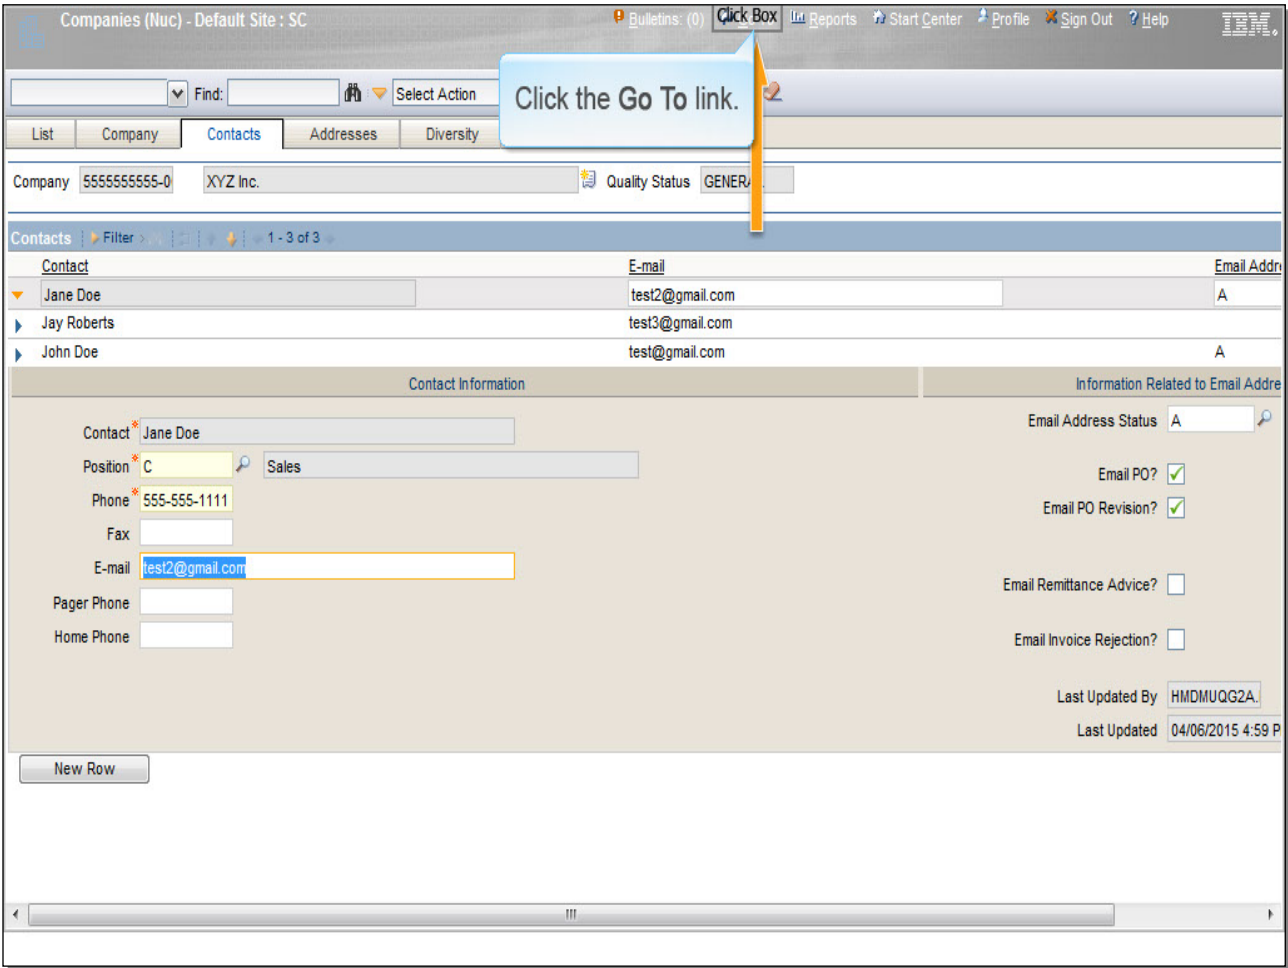 Companies (Nuc) - Default Site : SC
Bulletins: (0) Click Box Reports Start Center Profile Sign Out ? Help IBM.
Find: Select Action
Click the Go To link.
List Company Contacts Addresses Diversity
Company 5555555555-0 XYZ Inc. Quality Status GENERAL
Contacts Filter 1 - 3 of 3
Contact E-mail Email Addre
Jane Doe test2@gmail.com A
Jay Roberts test3@gmail.com
John Doe test@gmail.com A
Contact Information Information Related to Email Addre
Contact* Jane Doe
Position* C Sales
Phone* 555-555-1111
Fax
E-mail test2@gmail.com
Pager Phone
Home Phone
Email Address Status A
Email PO?
Email PO Revision?
Email Remittance Advice?
Email Invoice Rejection?
Last Updated By HMDMUQG2A.
Last Updated 04/06/2015 4:59 P
New Row